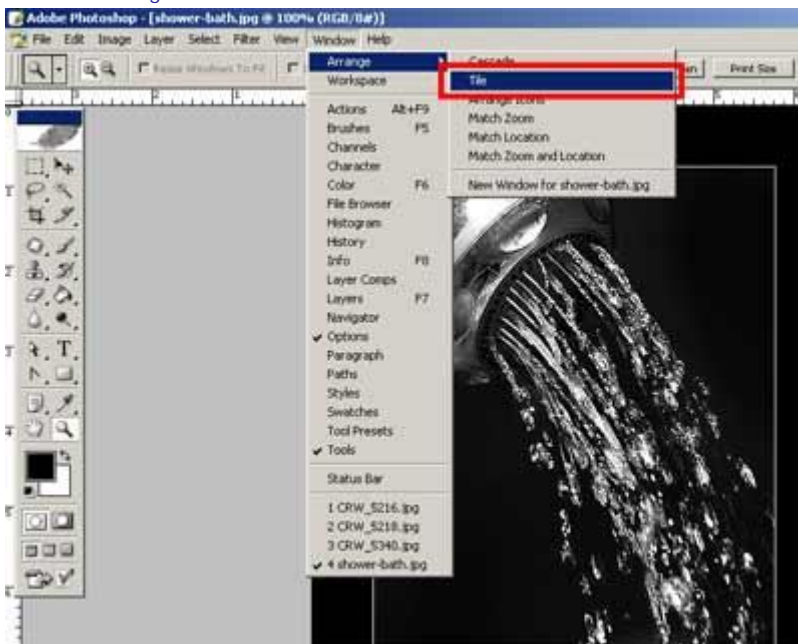 Adobe Photoshop - [shower-bath.jpg @ 100% (RGB/8#)]
File Edit Image Layer Select Filter View Window Help
Resize Windows To Fit
Print Size
Arrange
Workspace
Actions Alt+F9
Brushes F5
Channels
Character
Color F6
File Browser
Histogram
History
Info F8
Layer Comps
Layers F7
Navigator
Options
Paragraph
Paths
Styles
Swatches
Tool Presets
Tools
Status Bar
1 CRW_5216.jpg
2 CRW_5218.jpg
3 CRW_5340.jpg
4 shower-bath.jpg
Cascade
Tile
Arrange Icons
Match Zoom
Match Location
Match Zoom and Location
New Window for shower-bath.jpg